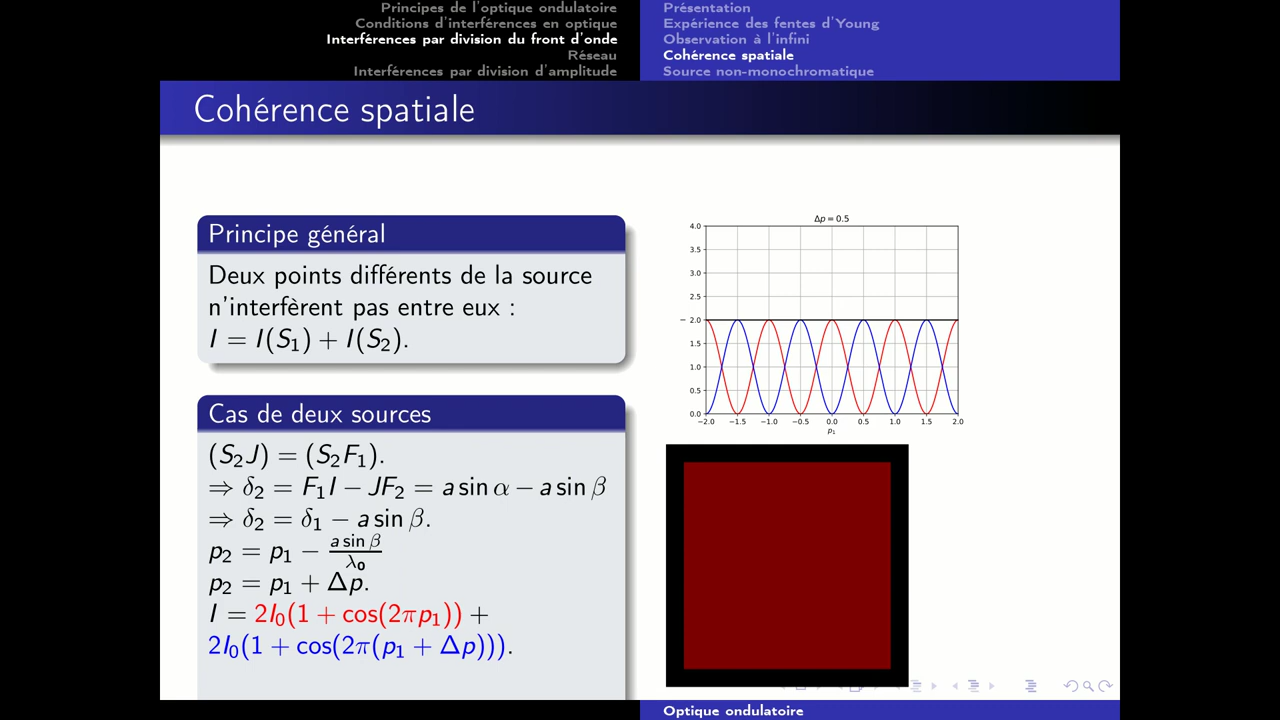 Principes de l'optique ondulatoire
Conditions d'interférences en optique
Interférences par division du front d'onde
Réseau
Interférences par division d'amplitude
Présentation
Expérience des fentes d'Young
Observation à l'infini
Cohérence spatiale
Source non-monochromatique
Cohérence spatiale
Principe général
Deux points différents de la source
n'interfèrent pas entre eux :
I = I(S₁) + I(S₂).
Cas de deux sources
(S₂J) = (S₂F₁).
⇒ δ₂ = F₁I − JF₂ = a sin α − a sin β
⇒ δ₂ = δ₁ − a sin β.
p₂ = p₁ − a sin β / λ₀
p₂ = p₁ + Δp.
I = 2I₀(1 + cos(2πp₁)) +
2I₀(1 + cos(2π(p₁ + Δp))).
Δp = 0.5
4.0
3.5
3.0
2.5
2.0
1.5
1.0
0.5
0.0
−2.0 −1.5 −1.0 −0.5 0.0 0.5 1.0 1.5 2.0
p₁
Optique ondulatoire